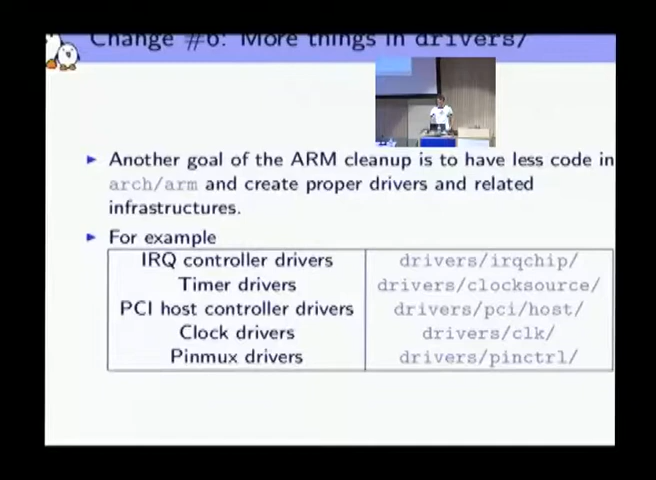 Change #6: More things in drivers/
▶ Another goal of the ARM cleanup is to have less code in
arch/arm and create proper drivers and related
infrastructures.
▶ For example
IRQ controller drivers drivers/irqchip/
Timer drivers drivers/clocksource/
PCI host controller drivers drivers/pci/host/
Clock drivers drivers/clk/
Pinmux drivers drivers/pinctrl/